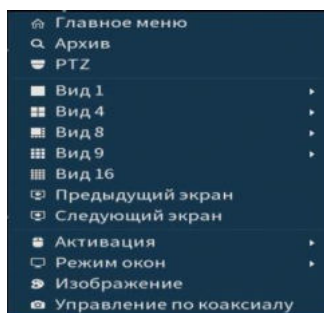 Главное меню
Архив
PTZ
Вид 1
Вид 4
Вид 8
Вид 9
Вид 16
Предыдущий экран
Следующий экран
Активация
Режим окон
Изображение
Управление по коаксиалу